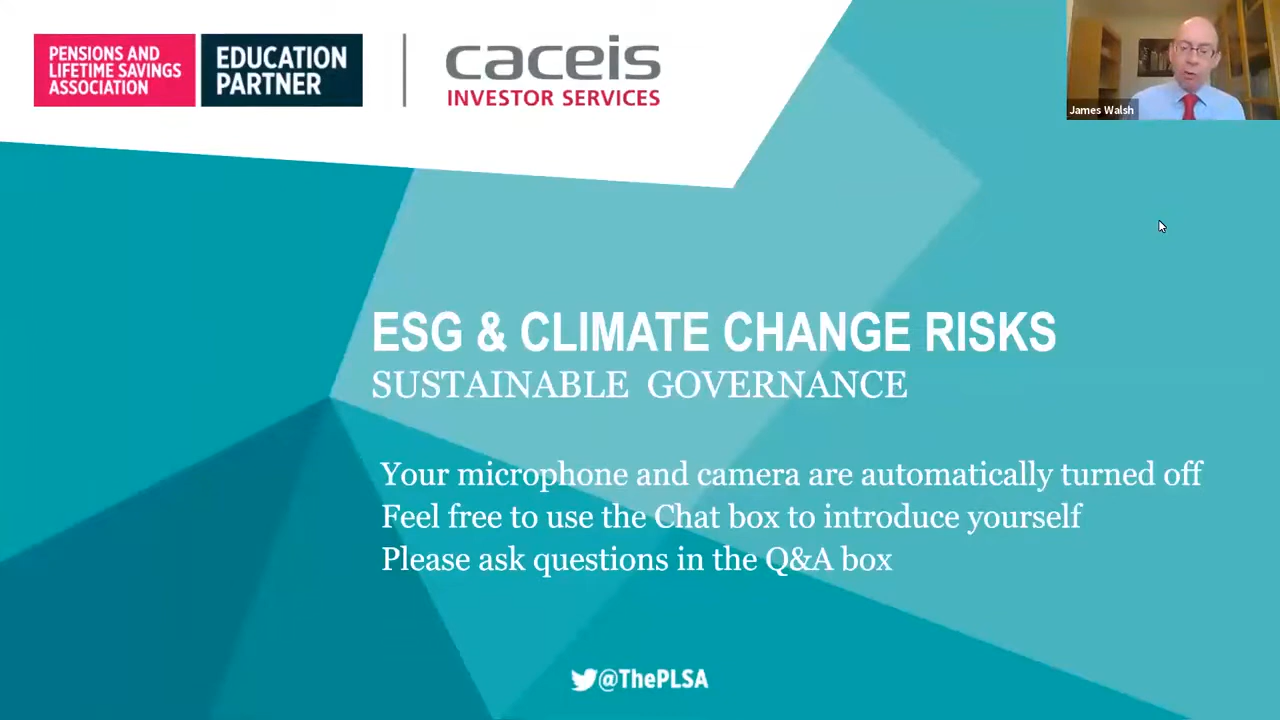 PENSIONS AND
LIFETIME SAVINGS
ASSOCIATION
EDUCATION
PARTNER
caceis
INVESTOR SERVICES
James Walsh
ESG & CLIMATE CHANGE RISKS
SUSTAINABLE GOVERNANCE
Your microphone and camera are automatically turned off
Feel free to use the Chat box to introduce yourself
Please ask questions in the Q&A box
@ThePLSA